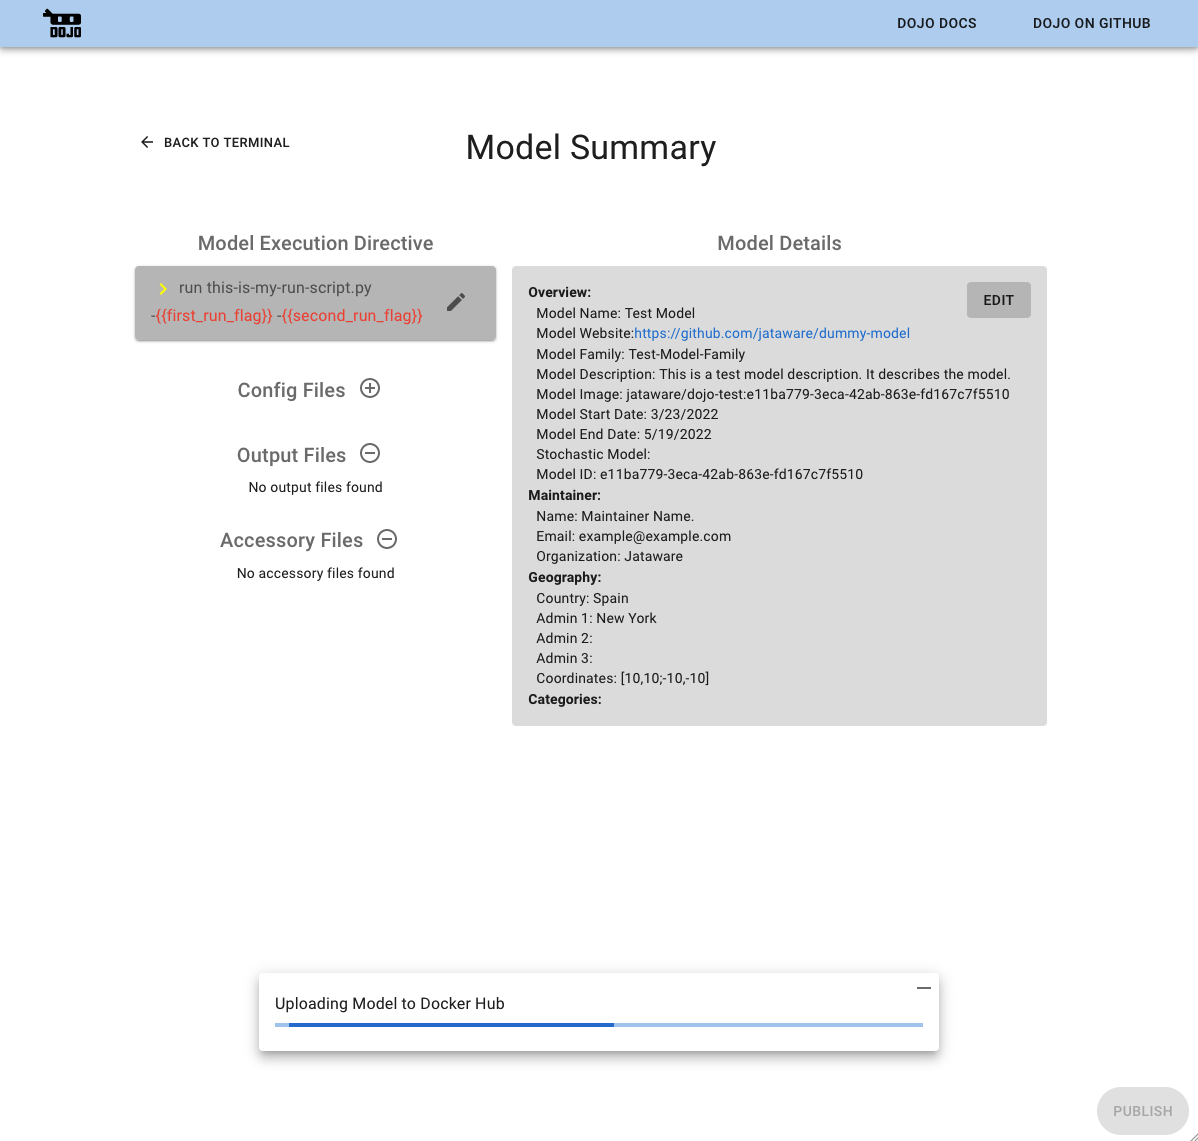 DOJO
DOJO DOCS
DOJO ON GITHUB
BACK TO TERMINAL
Model Summary
Model Execution Directive
run this-is-my-run-script.py
-{{first_run_flag}} -{{second_run_flag}}
Config Files
Output Files
No output files found
Accessory Files
No accessory files found
Model Details
EDIT
Overview:
Model Name: Test Model
Model Website:https://github.com/jataware/dummy-model
Model Family: Test-Model-Family
Model Description: This is a test model description. It describes the model.
Model Image: jataware/dojo-test:e11ba779-3eca-42ab-863e-fd167c7f5510
Model Start Date: 3/23/2022
Model End Date: 5/19/2022
Stochastic Model:
Model ID: e11ba779-3eca-42ab-863e-fd167c7f5510
Maintainer:
Name: Maintainer Name.
Email: example@example.com
Organization: Jataware
Geography:
Country: Spain
Admin 1: New York
Admin 2:
Admin 3:
Coordinates: [10,10;-10,-10]
Categories:
Uploading Model to Docker Hub
PUBLISH